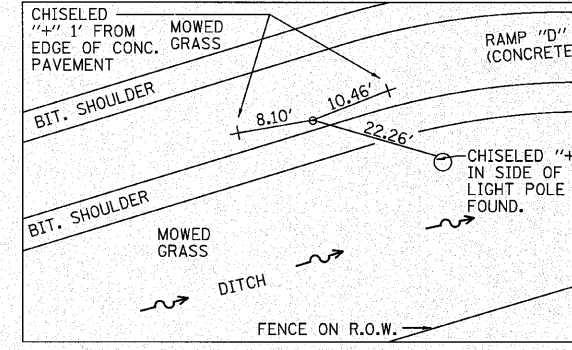 CHISELED
"+" 1' FROM
EDGE OF CONC.
PAVEMENT
MOWED
GRASS
RAMP "D"
(CONCRETE
BIT. SHOULDER
8.10'
10.46'
22.26'
CHISELED "+
IN SIDE OF
LIGHT POLE
FOUND.
BIT. SHOULDER
MOWED
GRASS
DITCH
FENCE ON R.O.W.